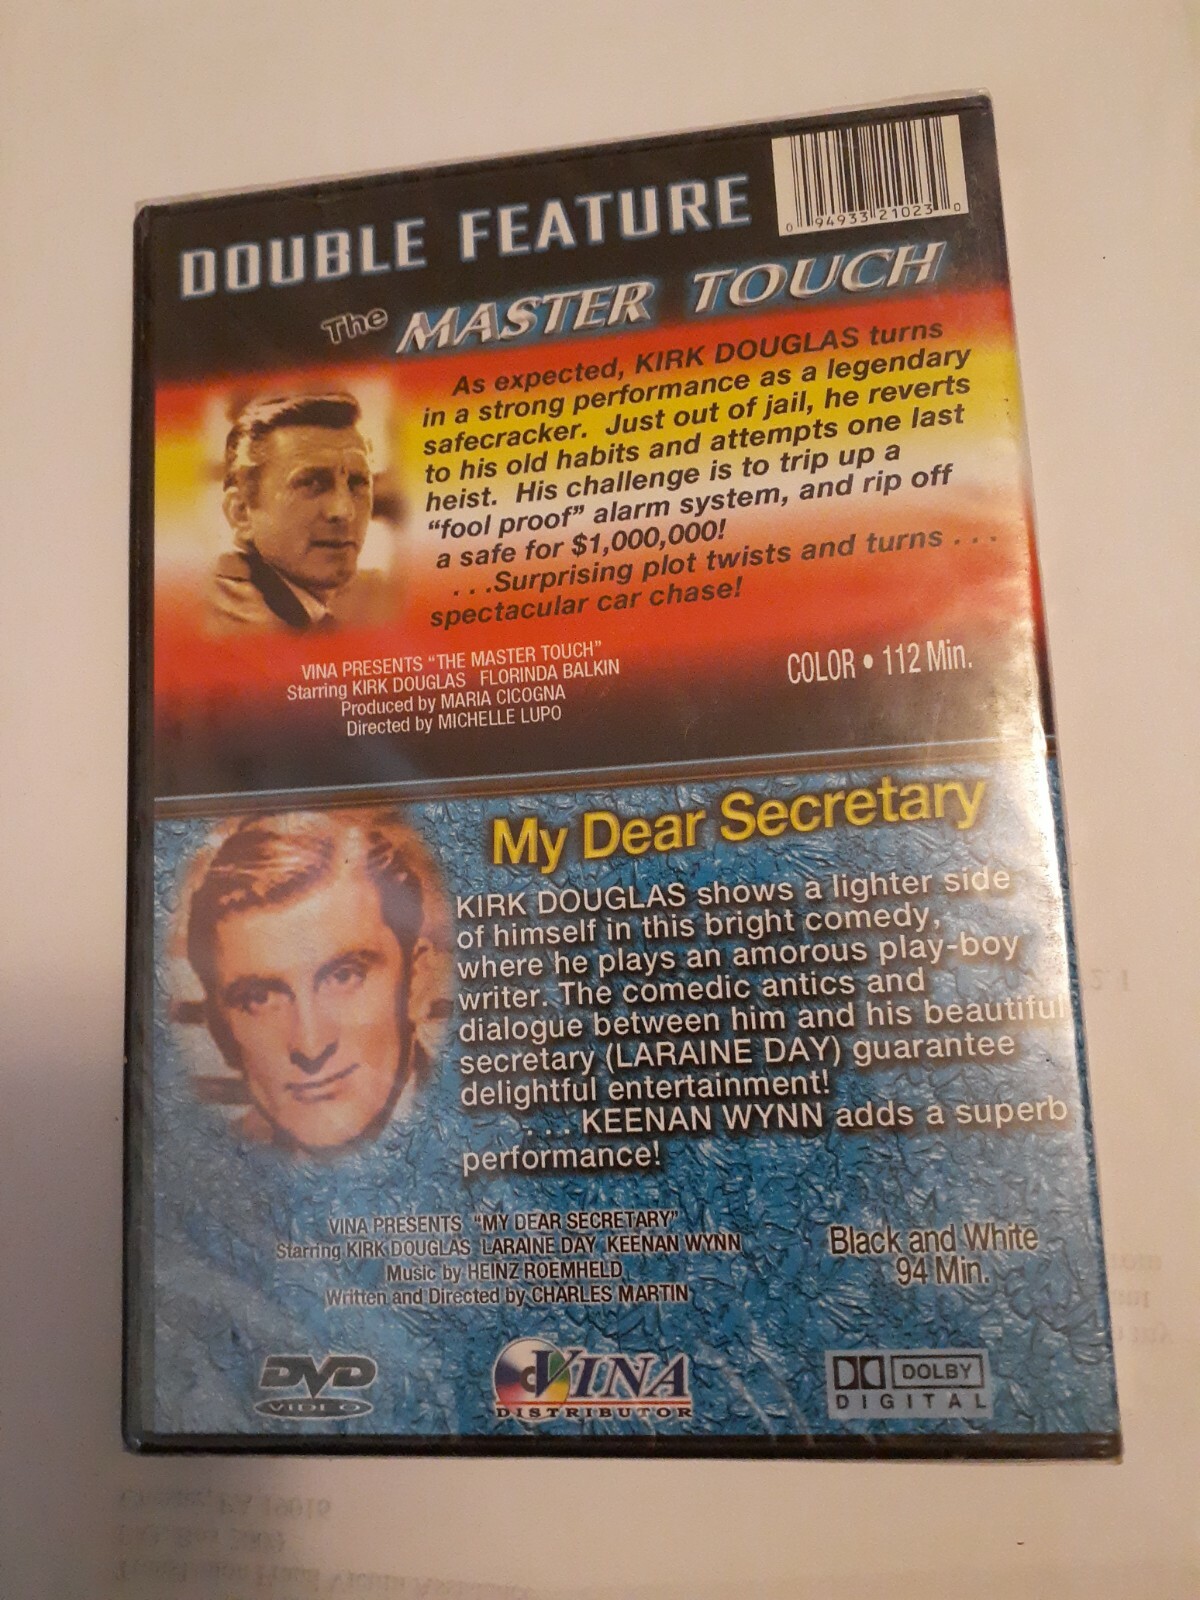 DOUBLE FEATURE
0 94933 21023 0
The MASTER TOUCH
As expected, KIRK DOUGLAS turns
in a strong performance as a legendary
safecracker. Just out of jail, he reverts
to his old habits and attempts one last
heist. His challenge is to trip up a
“fool proof” alarm system, and rip off
a safe for $1,000,000!
. . .Surprising plot twists and turns . . .
spectacular car chase!
VINA PRESENTS “THE MASTER TOUCH”
Starring KIRK DOUGLAS FLORINDA BALKIN
Produced by MARIA CICOGNA
Directed by MICHELLE LUPO
COLOR • 112 Min.
My Dear Secretary
KIRK DOUGLAS shows a lighter side
of himself in this bright comedy,
where he plays an amorous play-boy
writer. The comedic antics and
dialogue between him and his beautiful
secretary (LARAINE DAY) guarantee
delightful entertainment!
. . . KEENAN WYNN adds a superb
performance!
VINA PRESENTS "MY DEAR SECRETARY"
Starring KIRK DOUGLAS LARAINE DAY KEENAN WYNN
Music by HEINZ ROEMHELD
Written and Directed by CHARLES MARTIN
Black and White
94 Min.
DVD
VIDEO
VINA
DISTRIBUTOR
DOLBY
DIGITAL